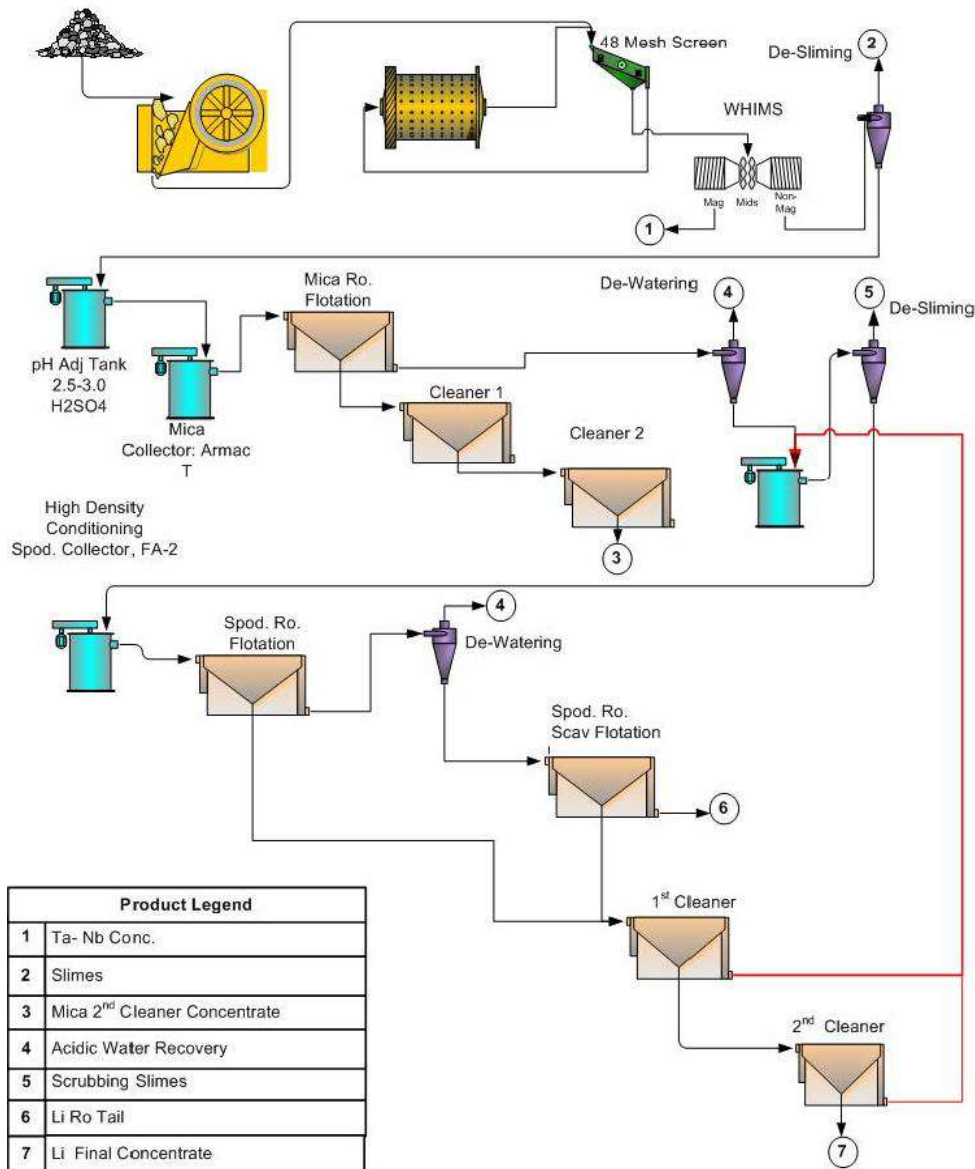 48 Mesh Screen
De-Sliming
2
WHIMS
Mag
Mids
Non-
Mag
1
Mica Ro.
Flotation
De-Watering
4
5
De-Sliming
pH Adj Tank
2.5-3.0
H2SO4
Mica
Collector: Armac
T
Cleaner 1
Cleaner 2
3
High Density
Conditioning
Spod. Collector, FA-2
Spod. Ro.
Flotation
4
De-Watering
Spod. Ro.
Scav Flotation
6
1st Cleaner
2nd Cleaner
7
Product Legend
1 Ta- Nb Conc.
2 Slimes
3 Mica 2nd Cleaner Concentrate
4 Acidic Water Recovery
5 Scrubbing Slimes
6 Li Ro Tail
7 Li Final Concentrate